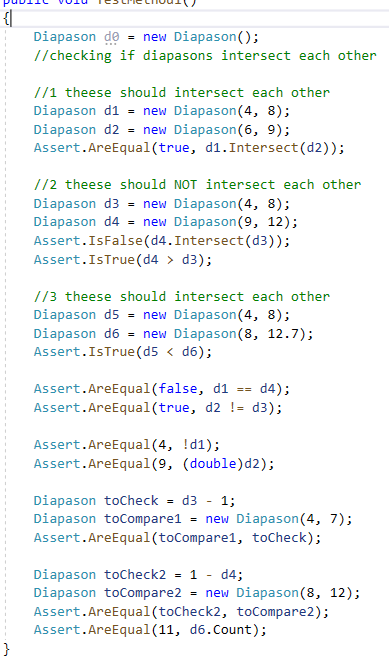 public void TestMethod1()
{
Diapason d0 = new Diapason();
//checking if diapasons intersect each other
//1 theese should intersect each other
Diapason d1 = new Diapason(4, 8);
Diapason d2 = new Diapason(6, 9);
Assert.AreEqual(true, d1.Intersect(d2));
//2 theese should NOT intersect each other
Diapason d3 = new Diapason(4, 8);
Diapason d4 = new Diapason(9, 12);
Assert.IsFalse(d4.Intersect(d3));
Assert.IsTrue(d4 > d3);
//3 theese should intersect each other
Diapason d5 = new Diapason(4, 8);
Diapason d6 = new Diapason(8, 12.7);
Assert.IsTrue(d5 < d6);
Assert.AreEqual(false, d1 == d4);
Assert.AreEqual(true, d2 != d3);
Assert.AreEqual(4, !d1);
Assert.AreEqual(9, (double)d2);
Diapason toCheck = d3 - 1;
Diapason toCompare1 = new Diapason(4, 7);
Assert.AreEqual(toCompare1, toCheck);
Diapason toCheck2 = 1 - d4;
Diapason toCompare2 = new Diapason(8, 12);
Assert.AreEqual(toCheck2, toCompare2);
Assert.AreEqual(11, d6.Count);
}